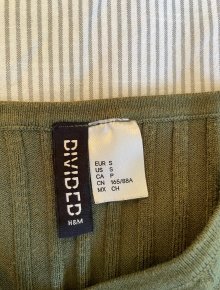 DIVIDED
H&M
EUR S
US S
CA P
CN 165/88A
MX CH